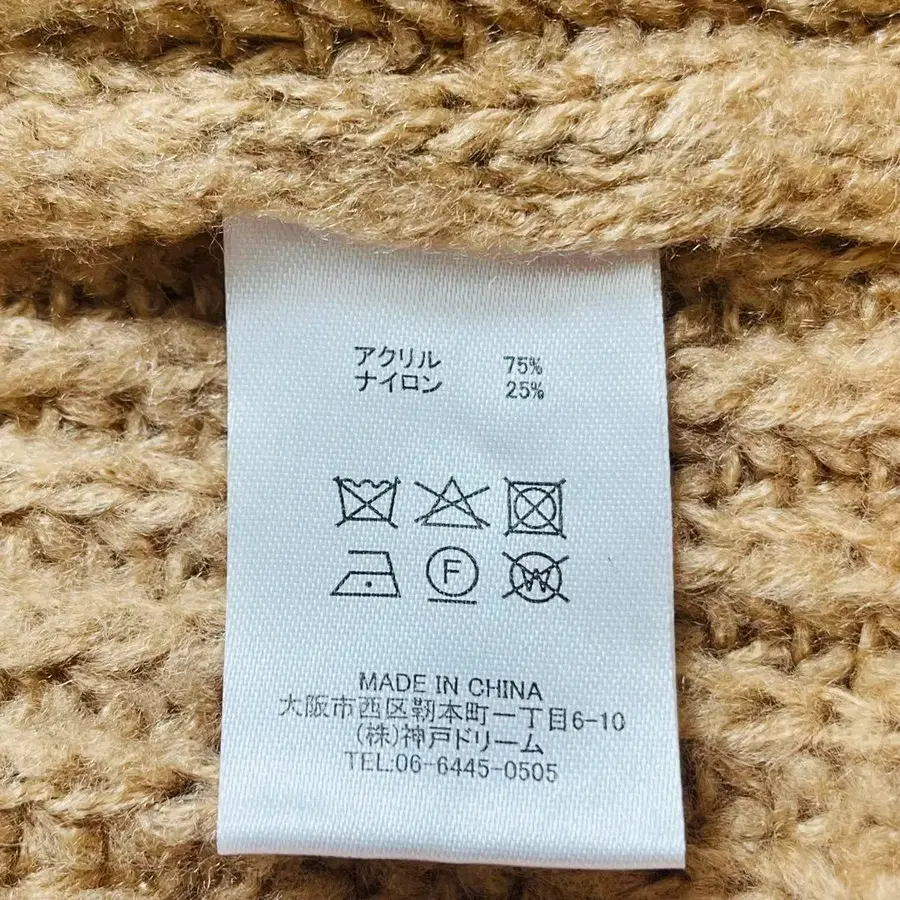 アクリル 75%
ナイロン 25%
F
W
MADE IN CHINA
大阪市西区靭本町一丁目6-10
(株)神戸ドリーム
TEL:06-6445-0505